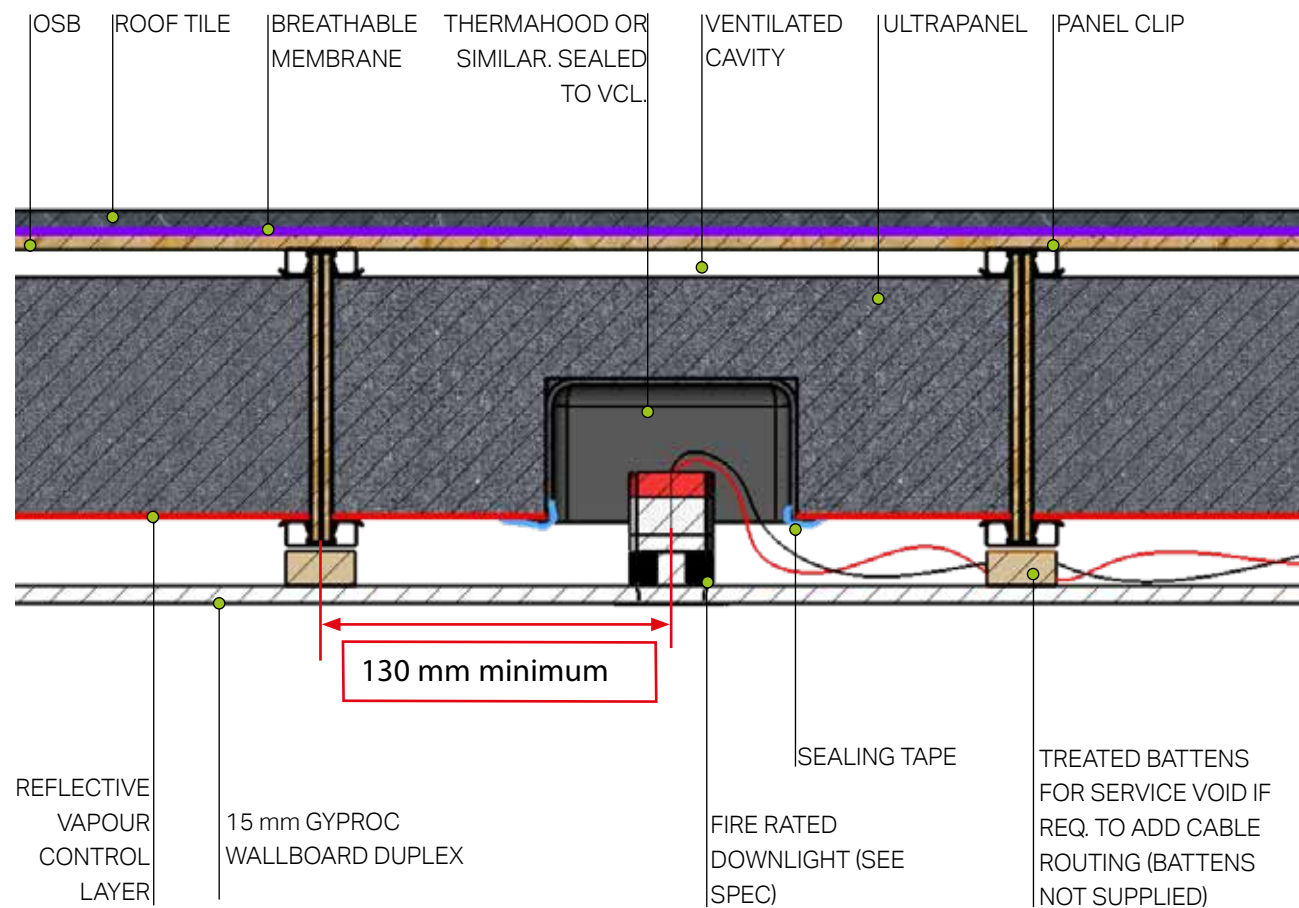 OSB
ROOF TILE
BREATHABLE
MEMBRANE
THERMAHOOD OR
SIMILAR. SEALED
TO VCL.
VENTILATED
CAVITY
ULTRAPANEL
PANEL CLIP
130 mm minimum
REFLECTIVE
VAPOUR
CONTROL
LAYER
15 mm GYPROC
WALLBOARD DUPLEX
FIRE RATED
DOWNLIGHT (SEE
SPEC)
SEALING TAPE
TREATED BATTENS
FOR SERVICE VOID IF
REQ. TO ADD CABLE
ROUTING (BATTENS
NOT SUPPLIED)